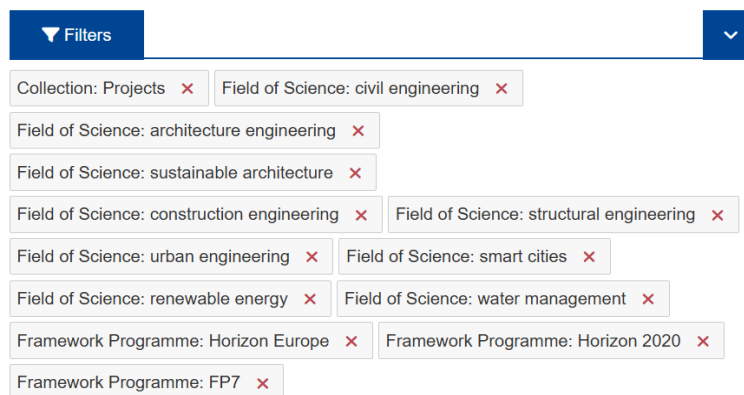 Filters
Collection: Projects × Field of Science: civil engineering ×
Field of Science: architecture engineering ×
Field of Science: sustainable architecture ×
Field of Science: construction engineering × Field of Science: structural engineering ×
Field of Science: urban engineering × Field of Science: smart cities ×
Field of Science: renewable energy × Field of Science: water management ×
Framework Programme: Horizon Europe × Framework Programme: Horizon 2020 ×
Framework Programme: FP7 ×